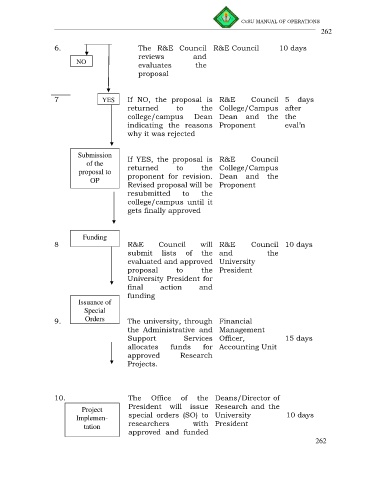 CvSU MANUAL OF OPERATIONS
262
6. The R&E Council R&E Council 10 days
reviews and
NO
evaluates the
proposal
7 YES If NO, the proposal is R&E Council 5 days
returned to the College/Campus after
college/campus Dean Dean and the the
indicating the reasons Proponent eval'n
why it was rejected
Submission
of the
proposal to
OP
If YES, the proposal is R&E Council
returned to the College/Campus
proponent for revision. Dean and the
Revised proposal will be Proponent
resubmitted to the
college/campus until it
gets finally approved
Funding
8 R&E Council will R&E Council 10 days
submit lists of the and the
evaluated and approved University
proposal to the President
University President for
final action and
funding
Issuance of
Special
Orders
9. The university, through Financial
the Administrative and Management
Support Services Officer, 15 days
allocates funds for Accounting Unit
approved Research
Projects.
10. The Office of the Deans/Director of
President will issue Research and the
special orders (SO) to University 10 days
researchers with President
approved and funded
Project
Implemen-
tation
262